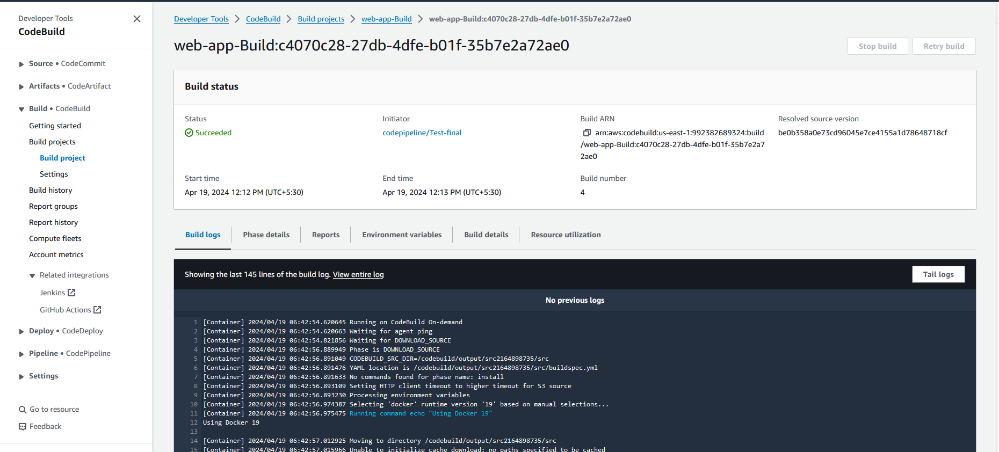 Developer Tools
CodeBuild
Source • CodeCommit
Artifacts • CodeArtifact
Build • CodeBuild
Getting started
Build projects
Build project
Settings
Build history
Report groups
Report history
Compute fleets
Account metrics
Related integrations
Jenkins
GitHub Actions
Deploy • CodeDeploy
Pipeline • CodePipeline
Settings
Go to resource
Feedback
Developer Tools > CodeBuild > Build projects > web-app-Build > web-app-Build:c4070c28-27db-4dfe-b01f-35b7e2a72ae0
web-app-Build:c4070c28-27db-4dfe-b01f-35b7e2a72ae0
Stop build
Retry build
Build status
Status
Succeeded
Initiator
codepipeline/Test-final
Build ARN
arn:aws:codebuild:us-east-1:992382689324:build
/web-app-Build:c4070c28-27db-4dfe-b01f-35b7e2a7
2ae0
Resolved source version
be0b358a0e73cd96045e7ce4155a1d78648718cf
Start time
Apr 19, 2024 12:12 PM (UTC+5:30)
End time
Apr 19, 2024 12:13 PM (UTC+5:30)
Build number
4
Build logs
Phase details
Reports
Environment variables
Build details
Resource utilization
Showing the last 145 lines of the build log. View entire log
Tail logs
No previous logs
1 [Container] 2024/04/19 06:42:54.620645 Running on CodeBuild On-demand
2 [Container] 2024/04/19 06:42:54.620663 Waiting for agent ping
3 [Container] 2024/04/19 06:42:54.821856 Waiting for DOWNLOAD_SOURCE
4 [Container] 2024/04/19 06:42:56.889949 Phase is DOWNLOAD_SOURCE
5 [Container] 2024/04/19 06:42:56.891049 CODEBUILD_SRC_DIR=/codebuild/output/src2164898735/src
6 [Container] 2024/04/19 06:42:56.891476 YAML location is /codebuild/output/src2164898735/src/buildspec.yml
7 [Container] 2024/04/19 06:42:56.891633 No commands found for phase name: install
8 [Container] 2024/04/19 06:42:56.893109 Setting HTTP client timeout to higher timeout for S3 source
9 [Container] 2024/04/19 06:42:56.893230 Processing environment variables
10 [Container] 2024/04/19 06:42:56.974387 Selecting 'docker' runtime version '19' based on manual selections...
11 [Container] 2024/04/19 06:42:56.975475 Running command echo "Using Docker 19"
12 Using Docker 19
13
14 [Container] 2024/04/19 06:42:57.012925 Moving to directory /codebuild/output/src2164898735/src
15 [Container] 2024/04/19 06:42:57.015966 Unable to initialize cache download: no paths specified to be cached